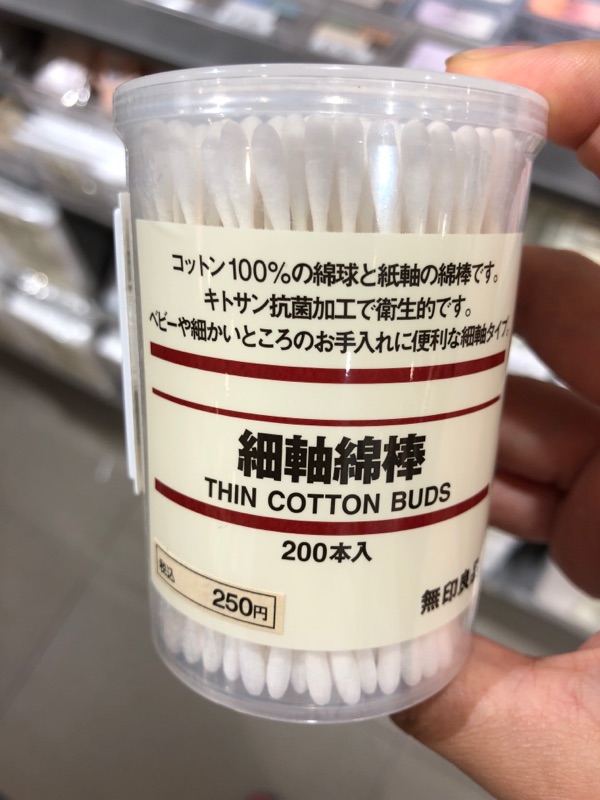 コットン100%の綿球と紙軸の綿棒です。
キトサン抗菌加工で衛生的です。
ベビーや細かいところのお手入れに便利な細軸タイプ。
細軸綿棒
THIN COTTON BUDS
200本入
税込 250円
無印良品